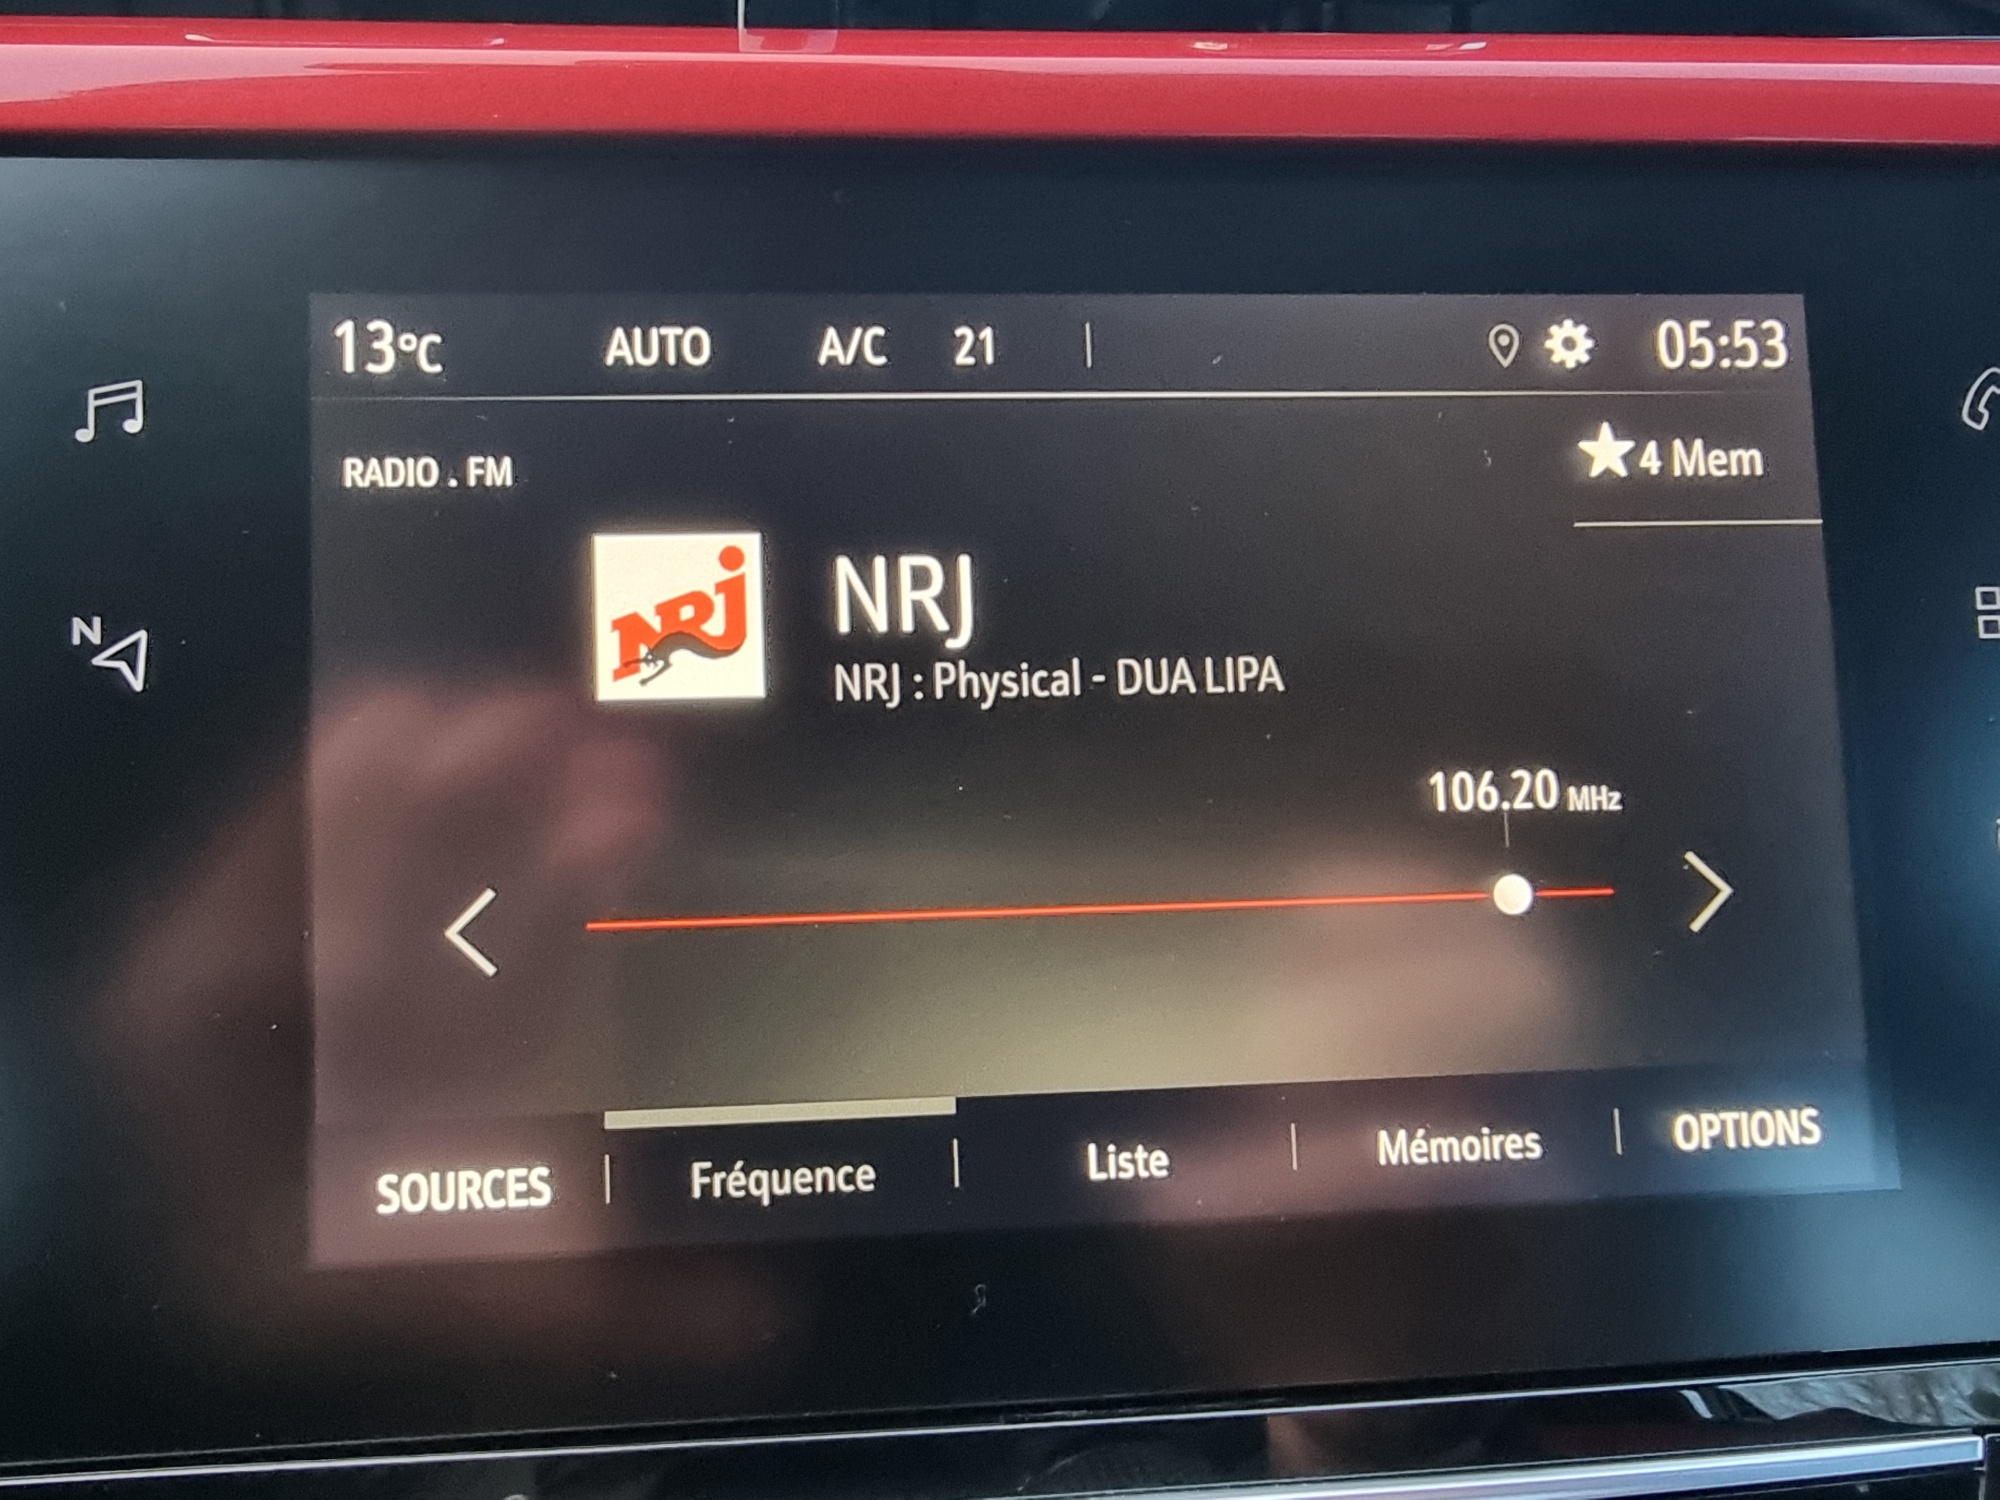 13°C AUTO A/C 21 05:53
RADIO . FM
4 Mem
NRJ
NRJ
NRJ : Physical - DUA LIPA
106.20 MHz
N
SOURCES Fréquence Liste Mémoires OPTIONS